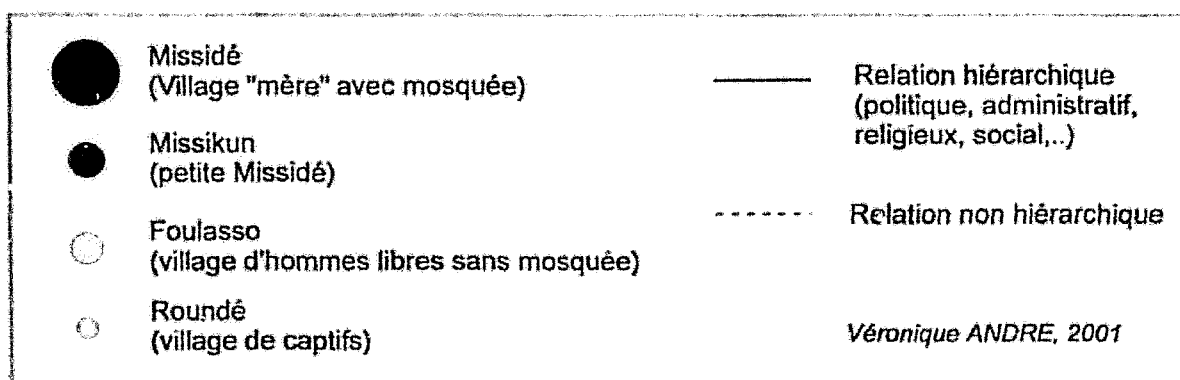 Missidé
(Village "mère" avec mosquée)
Missikun
(petite Missidé)
Foulasso
(village d'hommes libres sans mosquée)
Roundé
(village de captifs)
Relation hiérarchique
(politique, administratif,
religieux, social,..)
Relation non hiérarchique
Véronique ANDRE, 2001